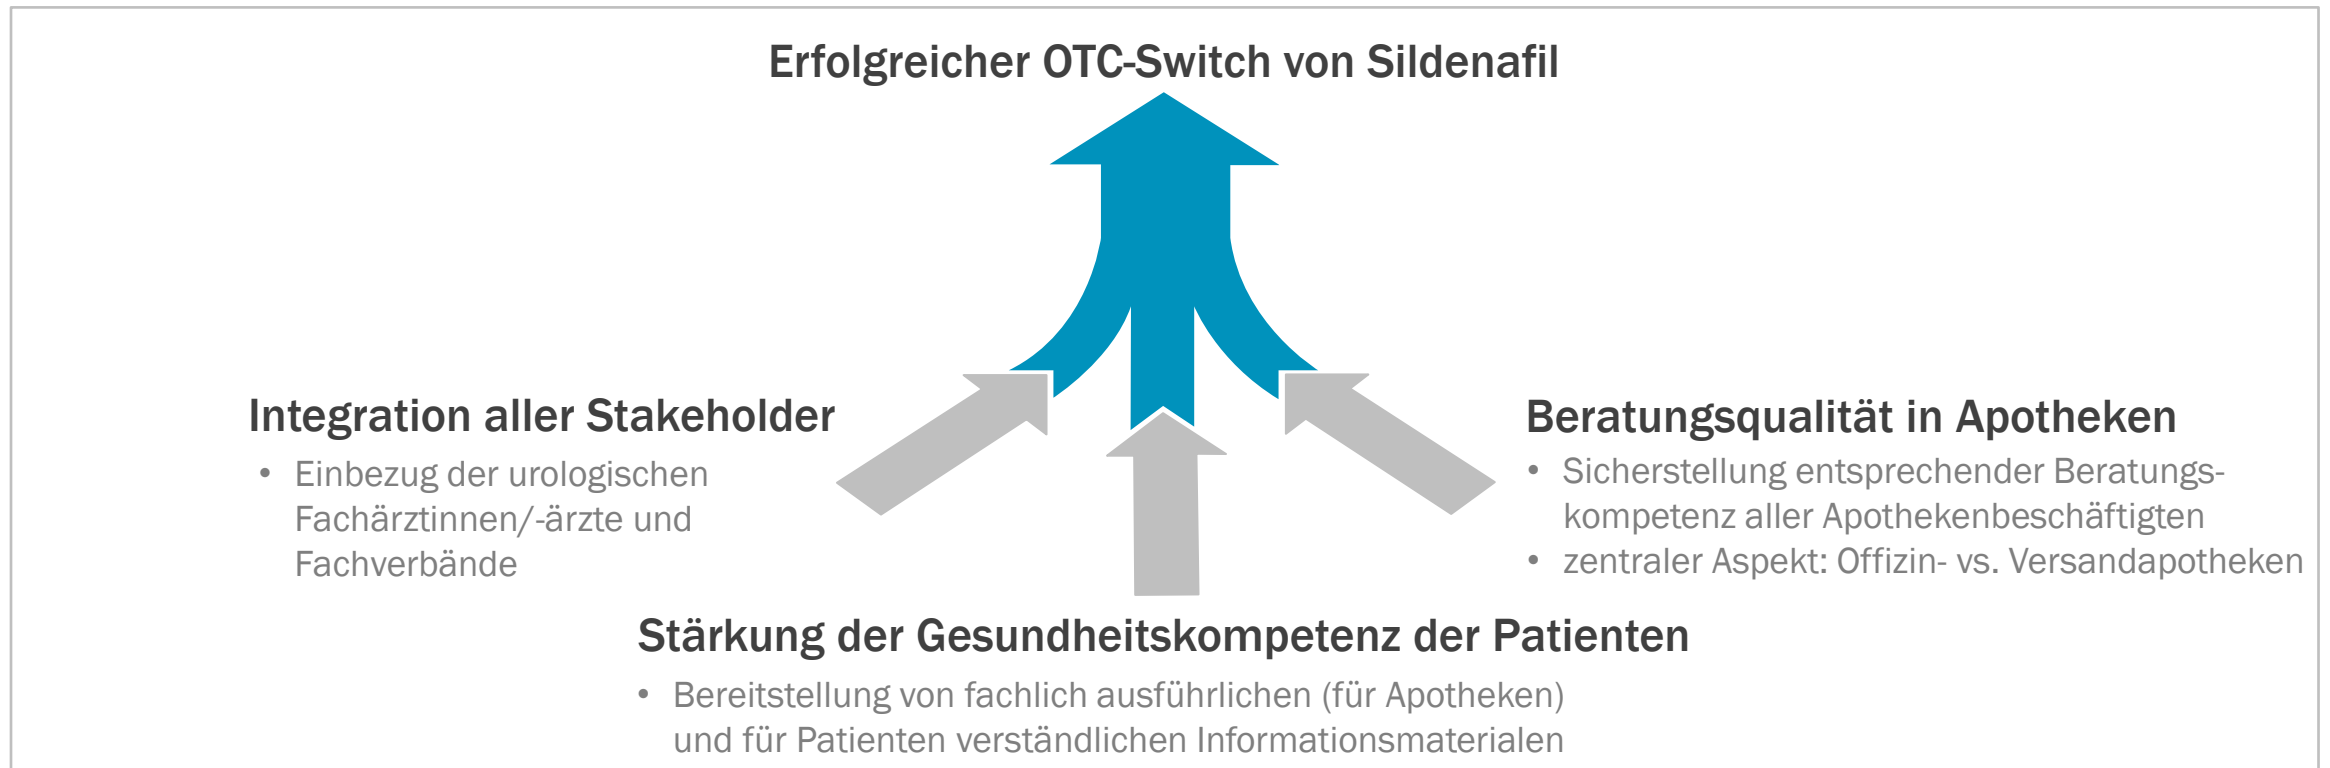 Erfolgreicher OTC-Switch von Sildenafil
Integration aller Stakeholder
• Einbezug der urologischen
Fachärztinnen/-ärzte und
Fachverbände
Beratungsqualität in Apotheken
• Sicherstellung entsprechender Beratungs-
kompetenz aller Apothekenbeschäftigten
• zentraler Aspekt: Offizin- vs. Versandapotheken
Stärkung der Gesundheitskompetenz der Patienten
• Bereitstellung von fachlich ausführlichen (für Apotheken)
und für Patienten verständlichen Informationsmaterialen